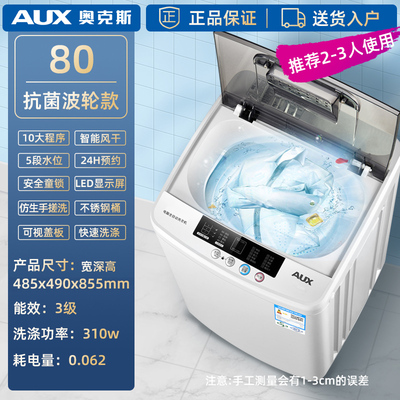 AUX 奥克斯 正品保证 送货入户
推荐2-3人使用
80
抗菌波轮款
10大程序 智能风干
5段水位 24H预约
安全童锁 LED显示屏
仿生手搓洗 不锈钢桶
可视盖板 快速洗涤
产品尺寸：宽深高
485x490x855mm
能效：3级
洗涤功率：310w
耗电量：0.062
AUX
注意:手工测量会有1-3cm的误差